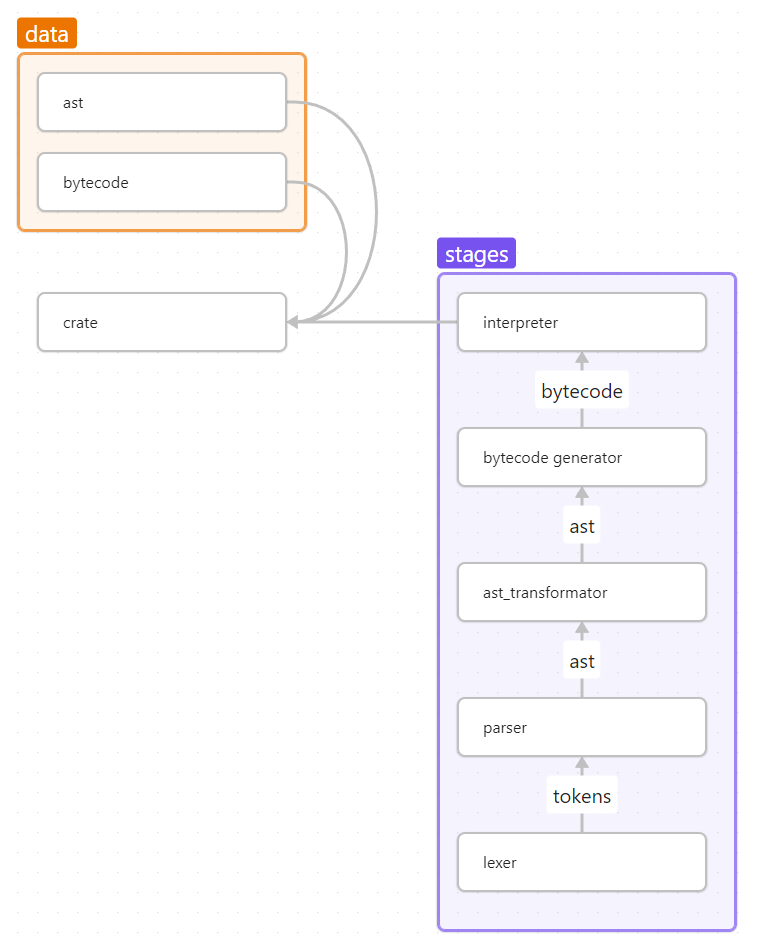 data
ast
bytecode
crate
stages
interpreter
bytecode
bytecode generator
ast
ast_transformator
ast
parser
tokens
lexer